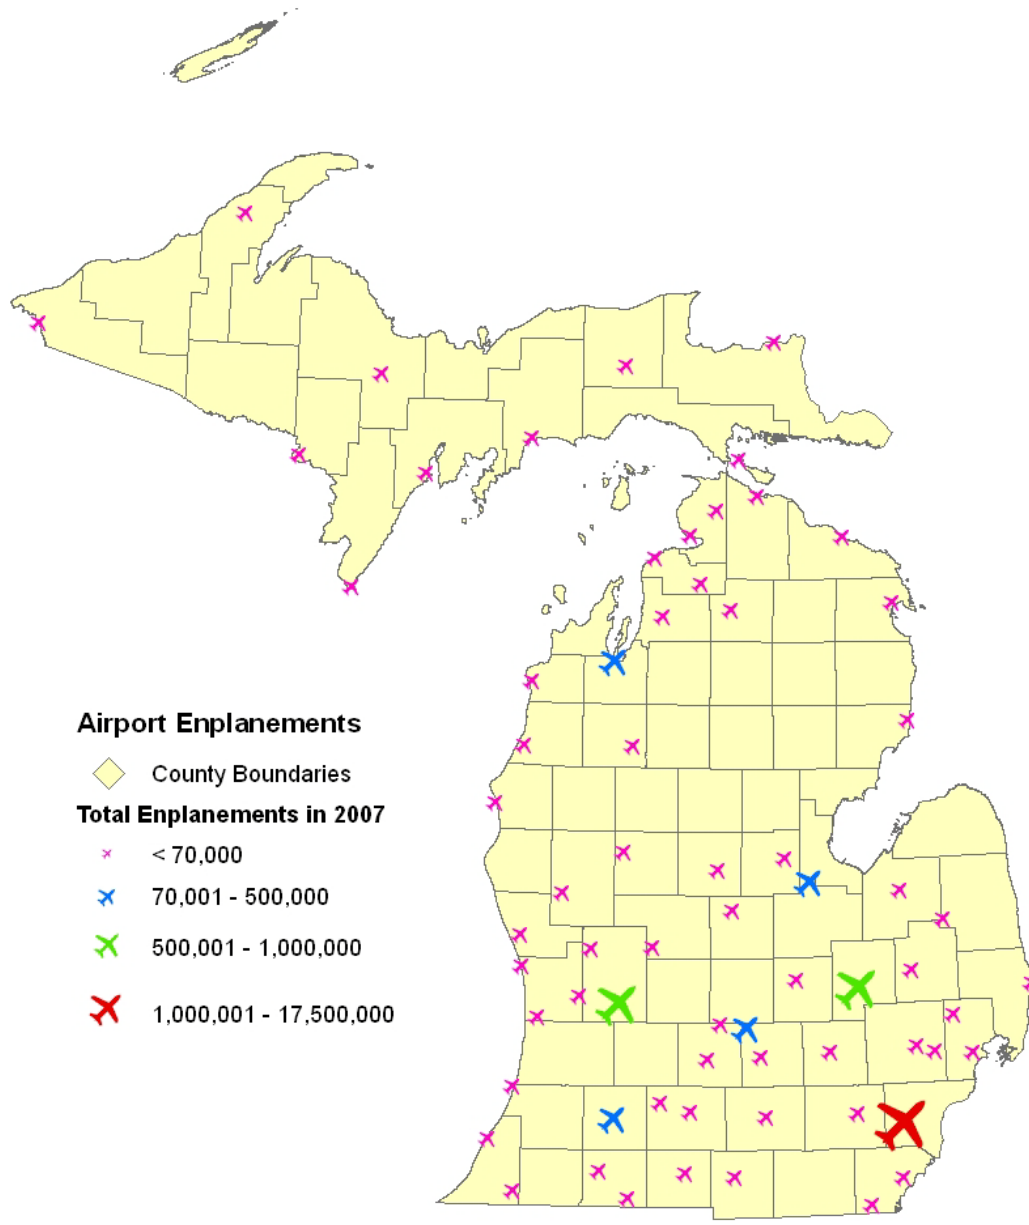 Airport Enplanements
County Boundaries
Total Enplanements in 2007
< 70,000
70,001 - 500,000
500,001 - 1,000,000
1,000,001 - 17,500,000